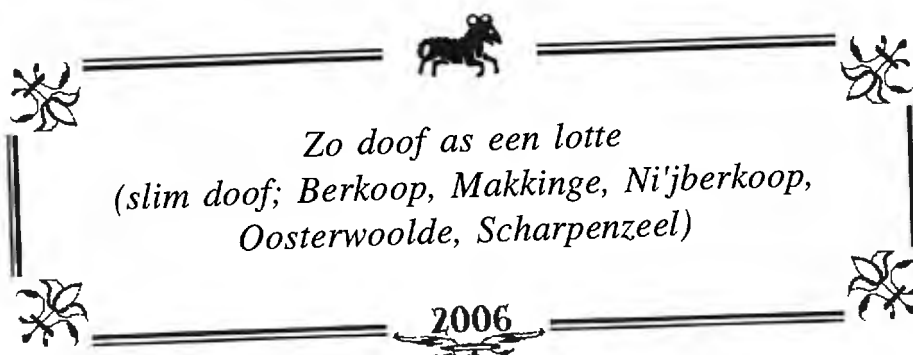 Zo doof as een lotte
(slim doof; Berkoop, Makkinge, Ni'jberkoop,
Oosterwoolde, Scharpenzeel)
2006